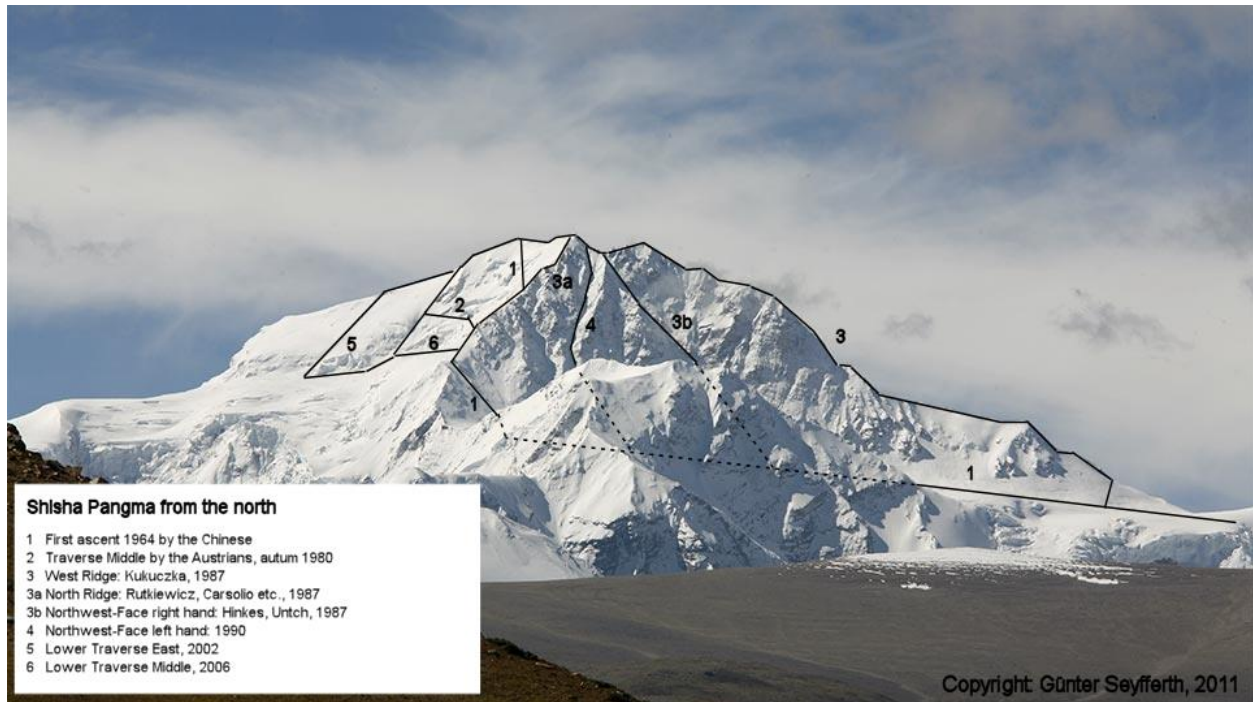 1
3a
2
3b
4
3
5
6
1
1
Shisha Pangma from the north
1 First ascent 1964 by the Chinese
2 Traverse Middle by the Austrians, autum 1980
3 West Ridge: Kukuczka, 1987
3a North Ridge: Rutkiewicz, Carsolio etc., 1987
3b Northwest-Face right hand: Hinkes, Untch, 1987
4 Northwest-Face left hand: 1990
5 Lower Traverse East, 2002
6 Lower Traverse Middle, 2006
Copyright: Günter Seyfferth, 2011